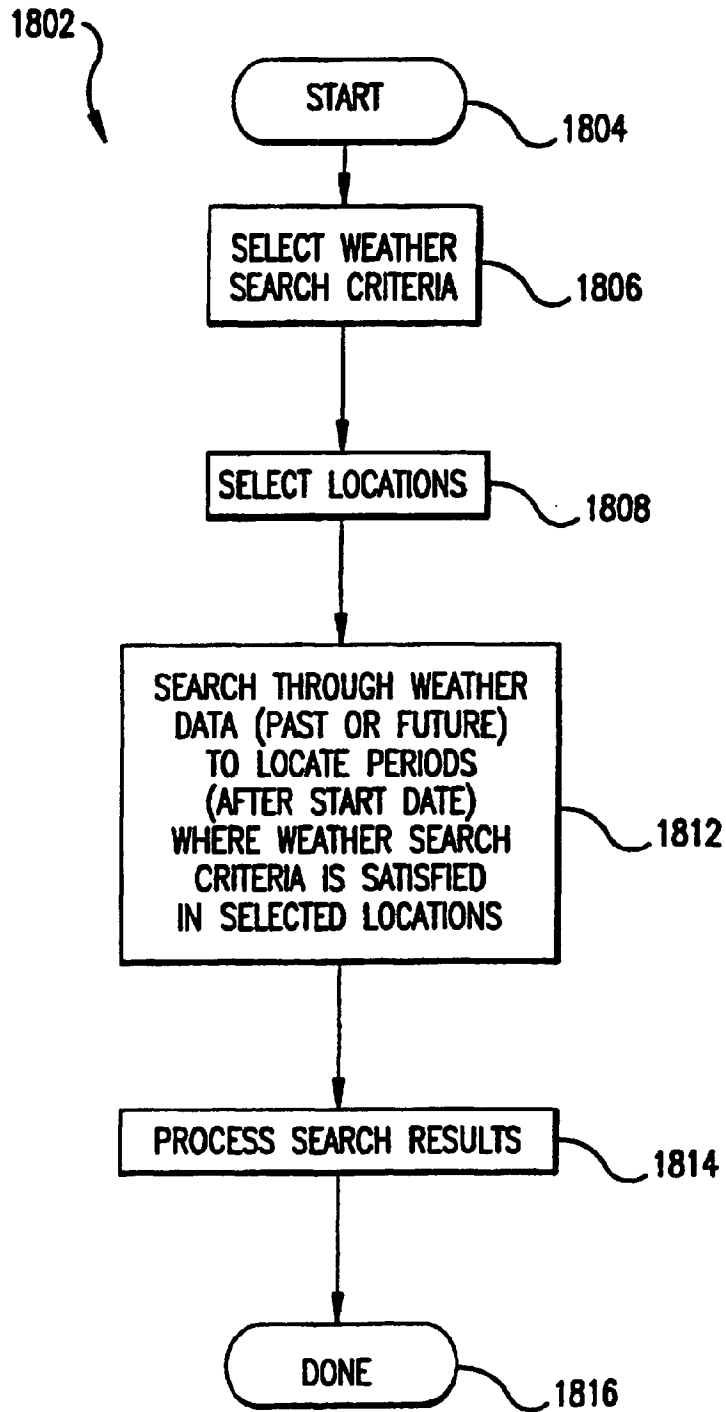 1802
START
1804
SELECT WEATHER
SEARCH CRITERIA
1806
SELECT LOCATIONS
1808
SEARCH THROUGH WEATHER
DATA (PAST OR FUTURE)
TO LOCATE PERIODS
(AFTER START DATE)
WHERE WEATHER SEARCH
CRITERIA IS SATISFIED
IN SELECTED LOCATIONS
1812
PROCESS SEARCH RESULTS
1814
DONE
1816